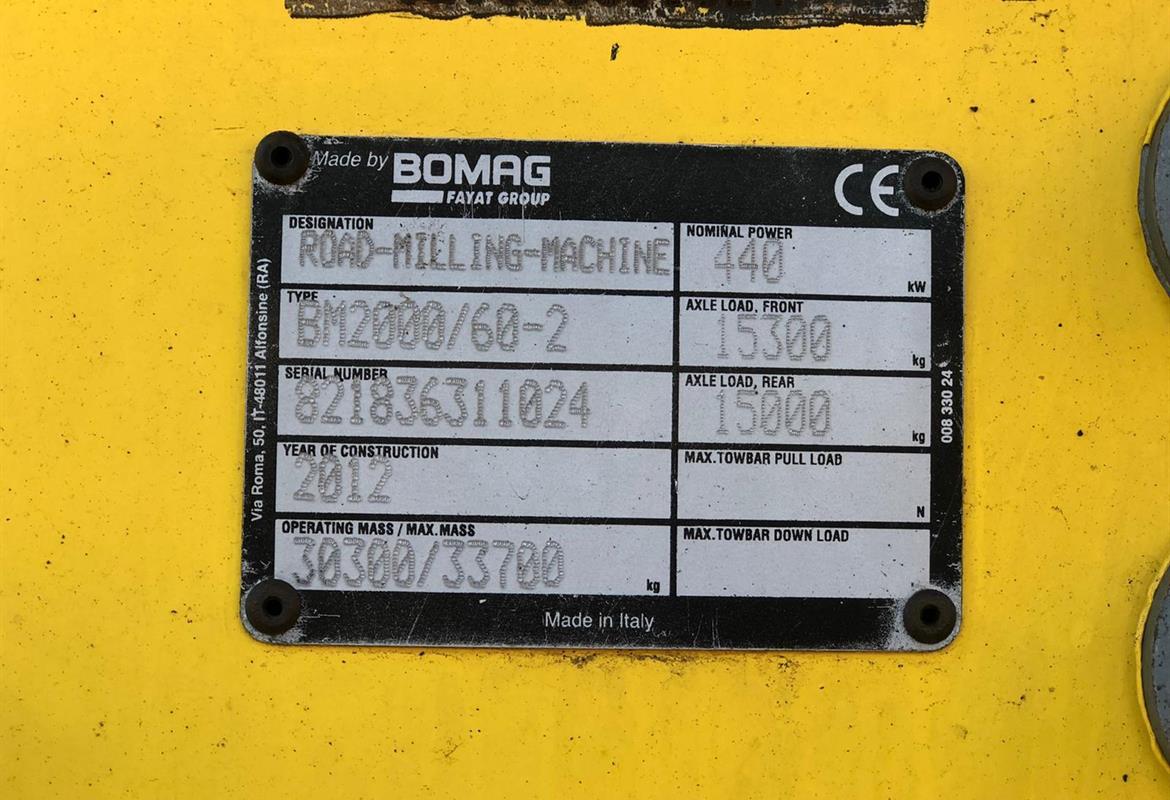 Made by BOMAG
FAYAT GROUP
CE
DESIGNATION
ROAD-MILLING-MACHINE
NOMINAL POWER
440
kW
TYPE
BM2000/60-2
AXLE LOAD, FRONT
15300
kg
SERIAL NUMBER
821836311024
AXLE LOAD, REAR
15000
kg
YEAR OF CONSTRUCTION
2012
MAX.TOWBAR PULL LOAD
N
OPERATING MASS / MAX.MASS
30300/33700
kg
MAX.TOWBAR DOWN LOAD
Made in Italy
Via Roma, 50, IT-48011 Alfonsine (RA)
008 330 24